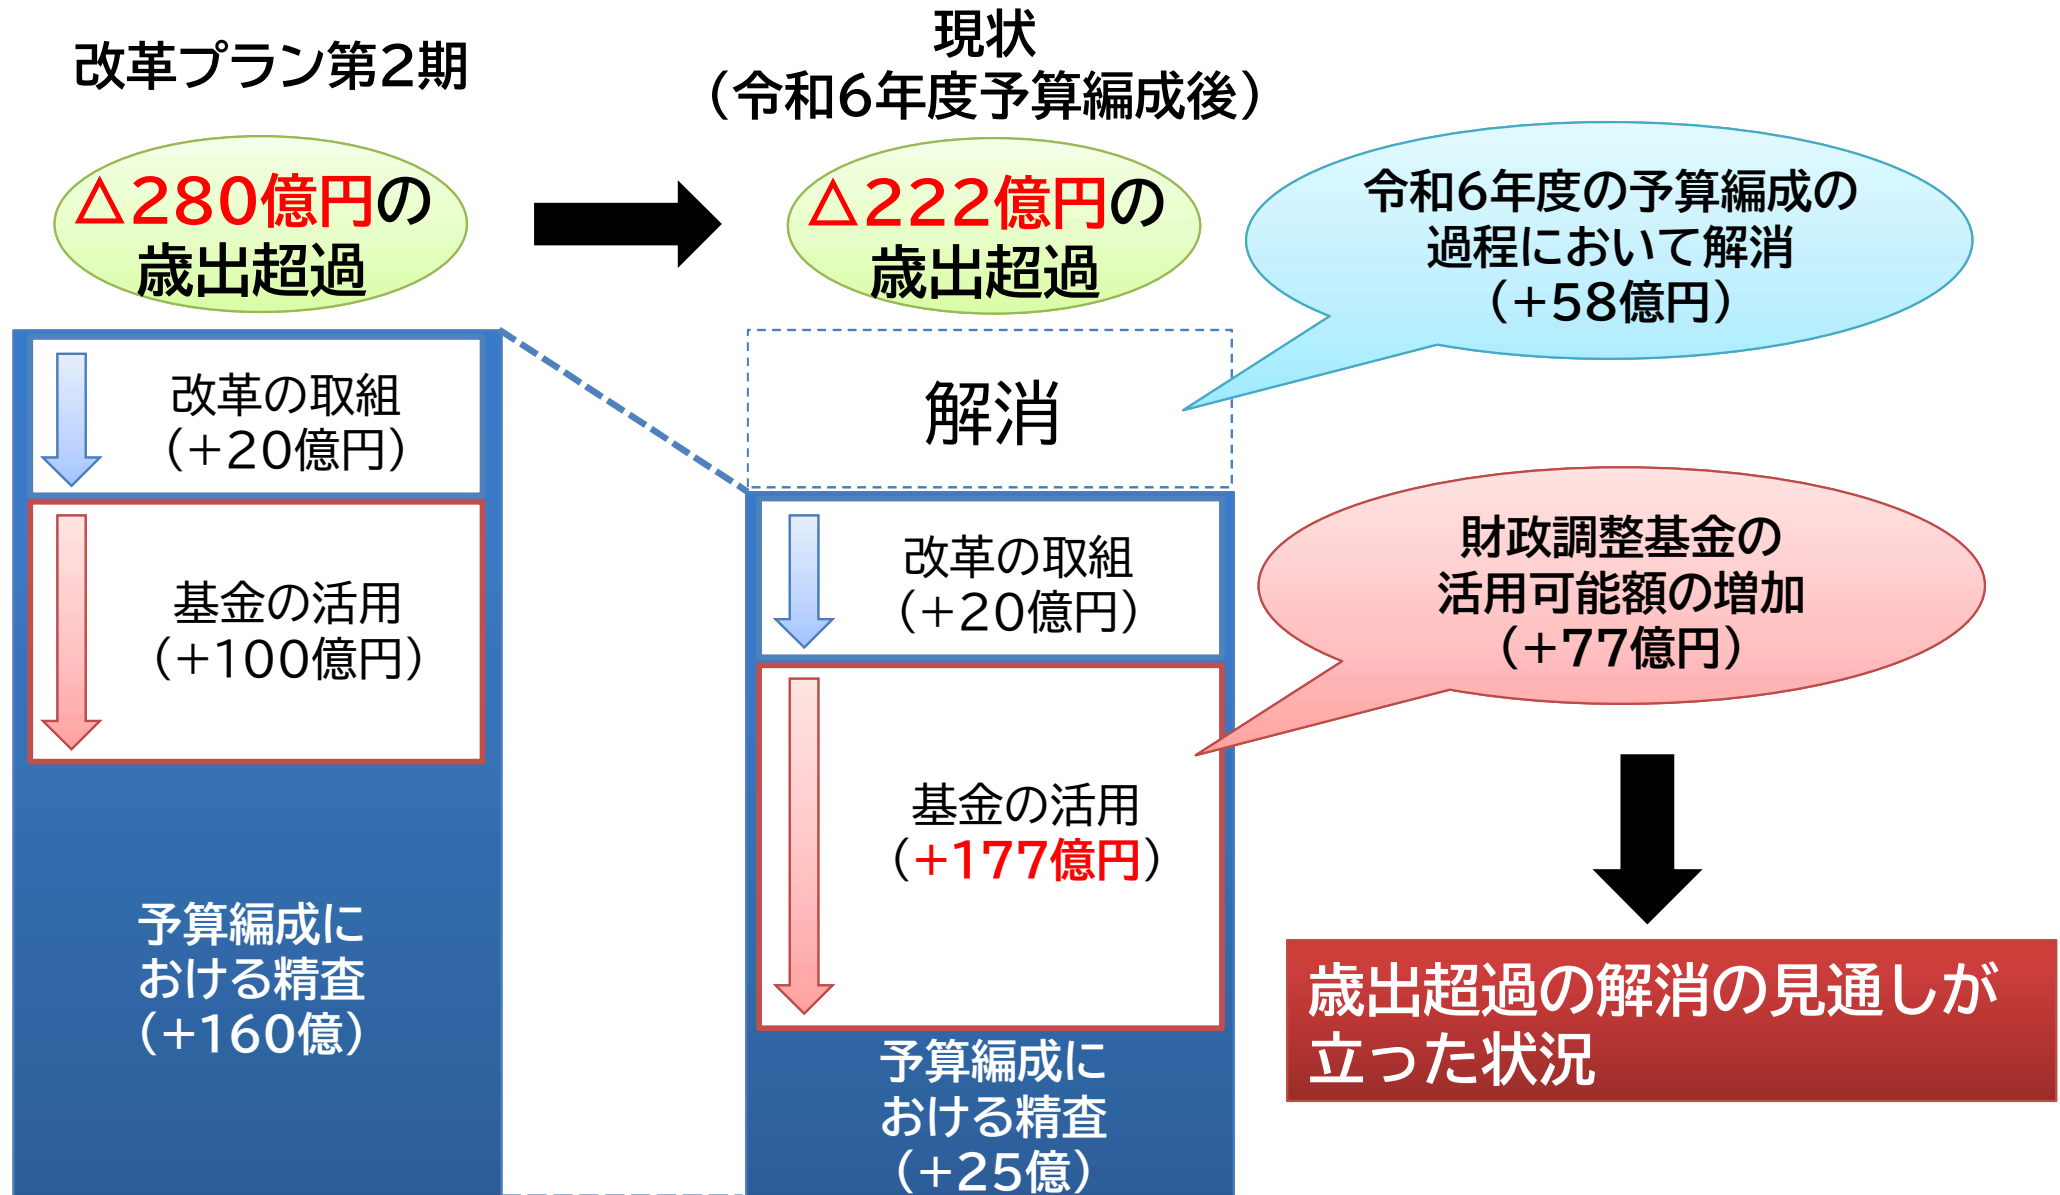 改革プラン第2期
△280億円の
歳出超過
改革の取組
(+20億円)
基金の活用
(+100億円)
予算編成に
おける精査
(+160億)
現状
(令和6年度予算編成後)
△222億円の
歳出超過
解消
改革の取組
(+20億円)
基金の活用
(+177億円)
予算編成に
おける精査
(+25億)
令和6年度の予算編成の
過程において解消
(+58億円)
財政調整基金の
活用可能額の増加
(+77億円)
歳出超過の解消の見通しが
立った状況